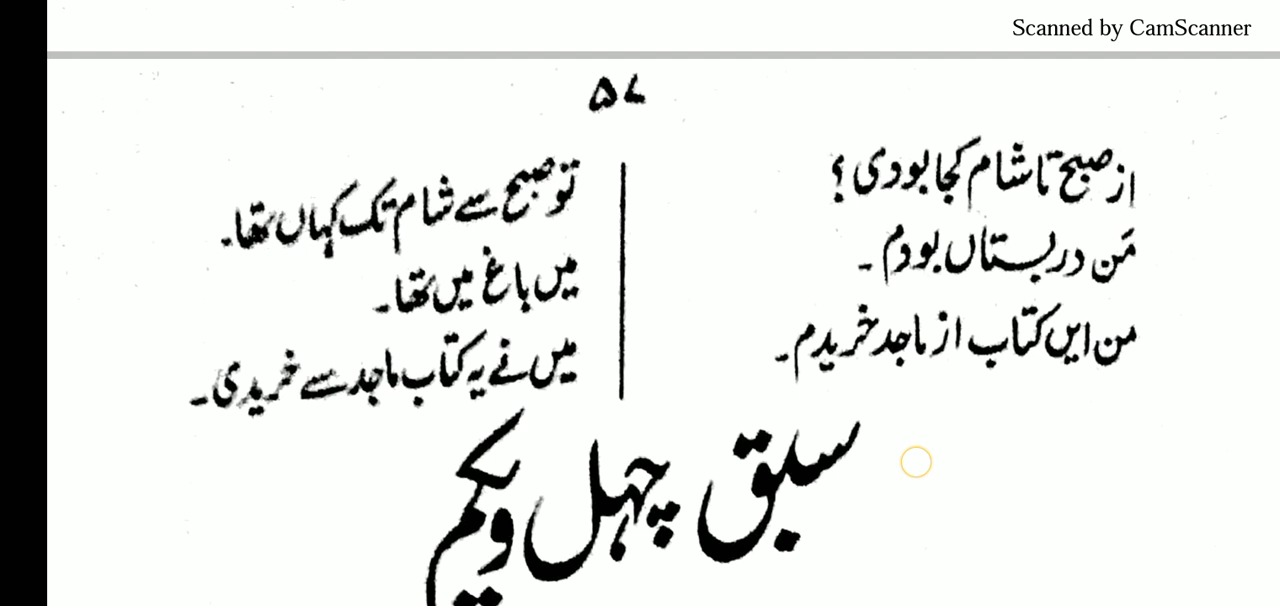 Scanned by CamScanner
۵۷
از صبح تا شام کجا بودی؟
مَن در بستاں بودم۔
من ایں کتاب از ماجد خریدم۔
تو صبح سے شام تک کہاں تھا۔
میں باغ میں تھا۔
میں نے یہ کتاب ماجد سے خریدی۔
سبق چہل ویکم